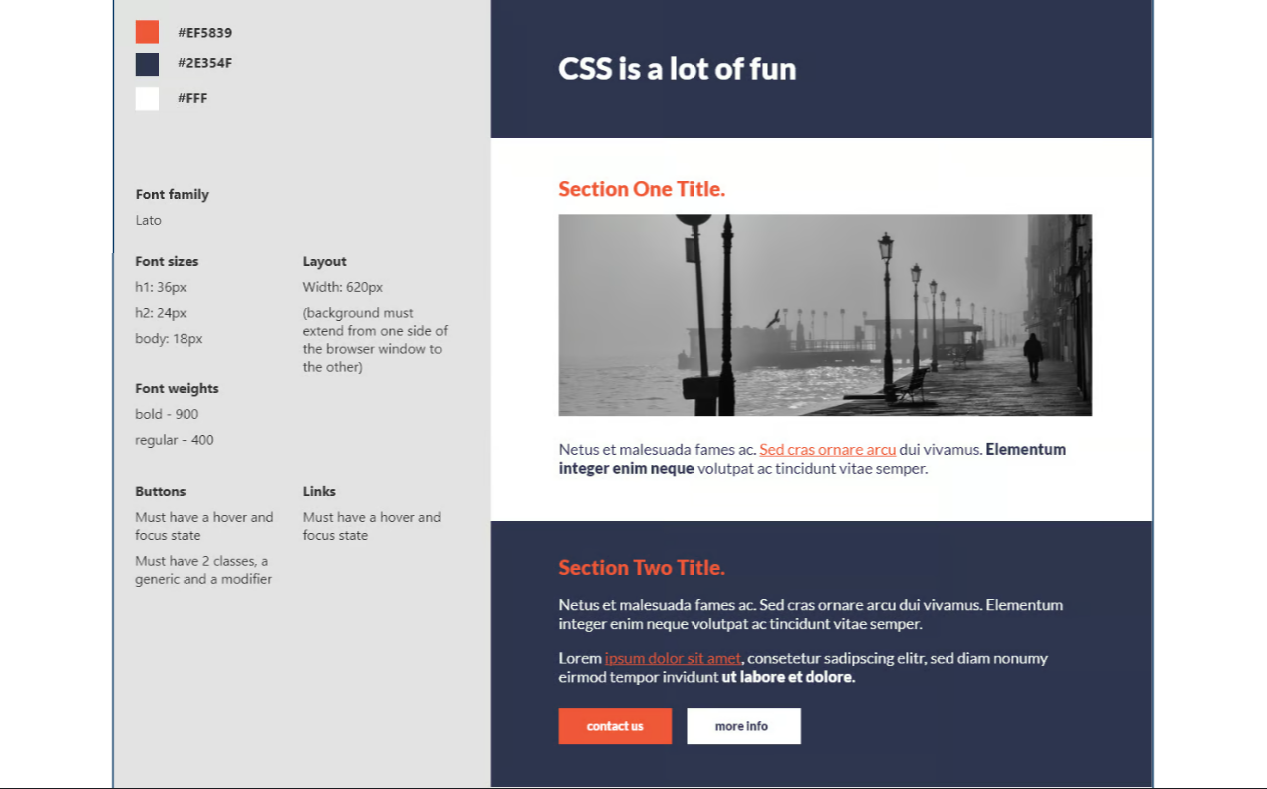 #EF5839
#2E354F
#FFF
Font family
Lato
Font sizes
h1: 36px
h2: 24px
body: 18px
Font weights
bold - 900
regular - 400
Layout
Width: 620px
(background must
extend from one side of
the browser window to
the other)
Buttons
Must have a hover and
focus state
Must have 2 classes, a
generic and a modifier
Links
Must have a hover and
focus state
CSS is a lot of fun
Section One Title.
Netus et malesuada fames ac. Sed cras ornare arcu dui vivamus. Elementum
integer enim neque volutpat ac tincidunt vitae semper.
Section Two Title.
Netus et malesuada fames ac. Sed cras ornare arcu dui vivamus. Elementum
integer enim neque volutpat ac tincidunt vitae semper.
Lorem ipsum dolor sit amet, consetetur sadipscing elitr, sed diam nonumy
eirmod tempor invidunt ut labore et dolore.
contact us
more info